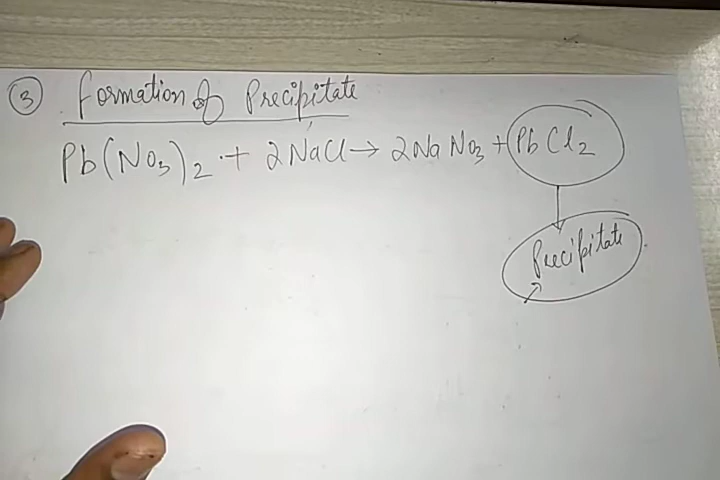 3 Formation of Precipitate
Pb(NO3)2 + 2NaCl → 2NaNO3 + PbCl2
Precipitate